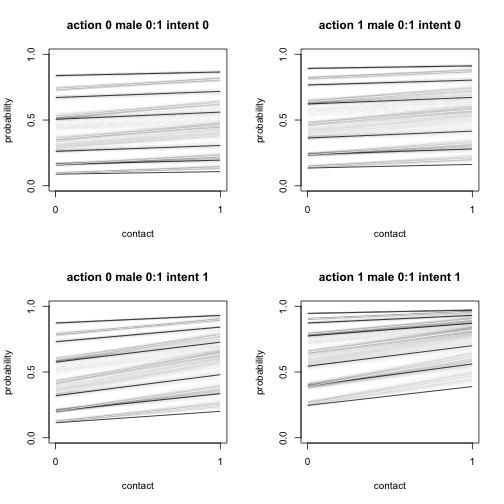 action 0 male 0:1 intent 0
1.0
0.5
0.0
probability
0 1
contact
action 1 male 0:1 intent 0
1.0
0.5
0.0
probability
0 1
contact
action 0 male 0:1 intent 1
1.0
0.5
0.0
probability
0 1
contact
action 1 male 0:1 intent 1
1.0
0.5
0.0
probability
0 1
contact